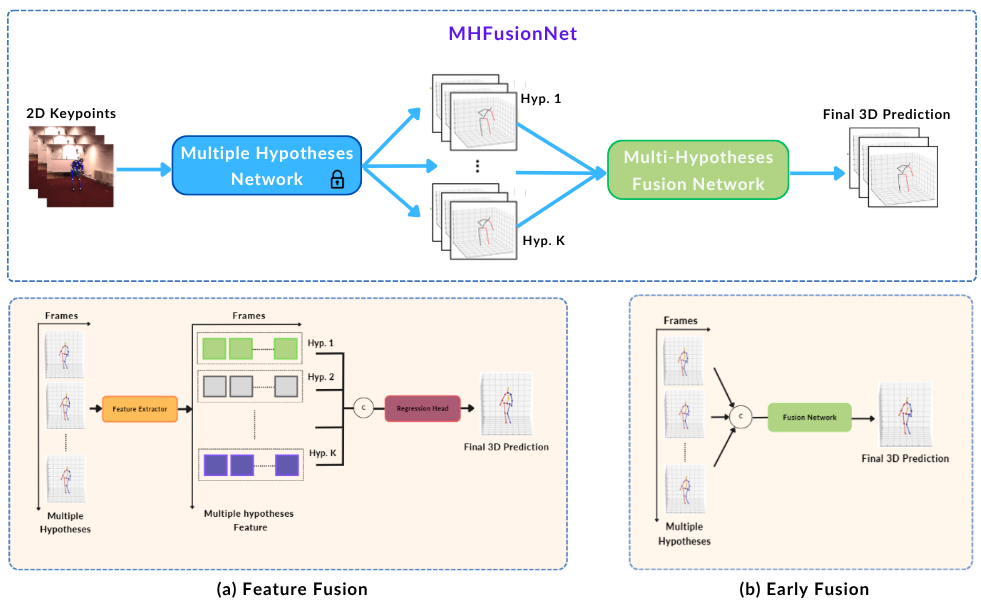 MHFusionNet
2D Keypoints
Multiple Hypotheses
Network
Hyp. 1
Hyp. K
Multi-Hypotheses
Fusion Network
Final 3D Prediction
Frames
Multiple
Hypotheses
Feature Extractor
Frames
Hyp. 1
Hyp. 2
Hyp. K
Multiple hypotheses
Feature
C
Regression Head
Final 3D Prediction
(a) Feature Fusion
Frames
Multiple
Hypotheses
C
Fusion Network
Final 3D Prediction
(b) Early Fusion